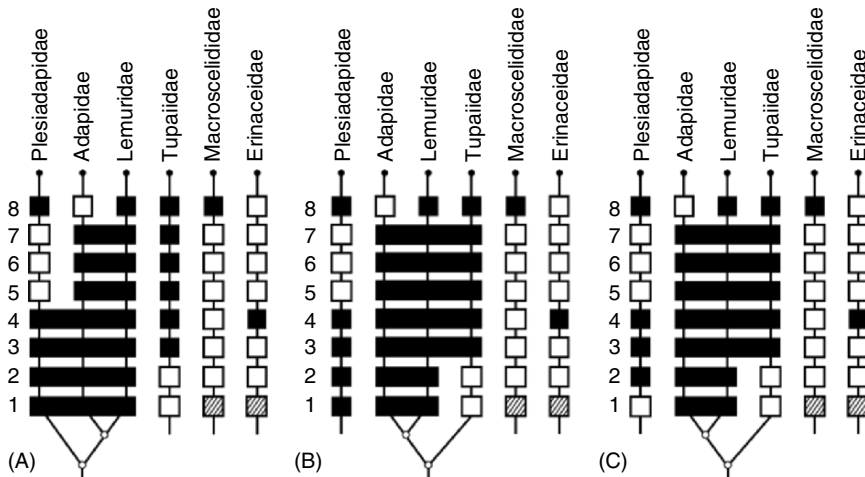 Plesiadapidae
Adapidae
Lemuridae
Tupaiidae
Macroscelididae
Erinaceidae
8
7
6
5
4
3
2
1
(A)
Plesiadapidae
Adapidae
Lemuridae
Tupaiidae
Macroscelididae
Erinaceidae
8
7
6
5
4
3
2
1
(B)
Plesiadapidae
Adapidae
Lemuridae
Tupaiidae
Macroscelididae
Erinaceidae
8
7
6
5
4
3
2
1
(C)